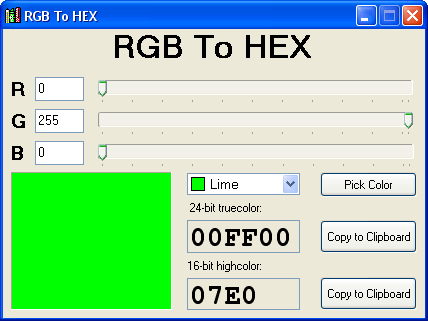 RGB To HEX
RGB To HEX
R 0
G 255
B 0
Lime
Pick Color
24-bit truecolor:
00FF00
Copy to Clipboard
16-bit highcolor:
07E0
Copy to Clipboard